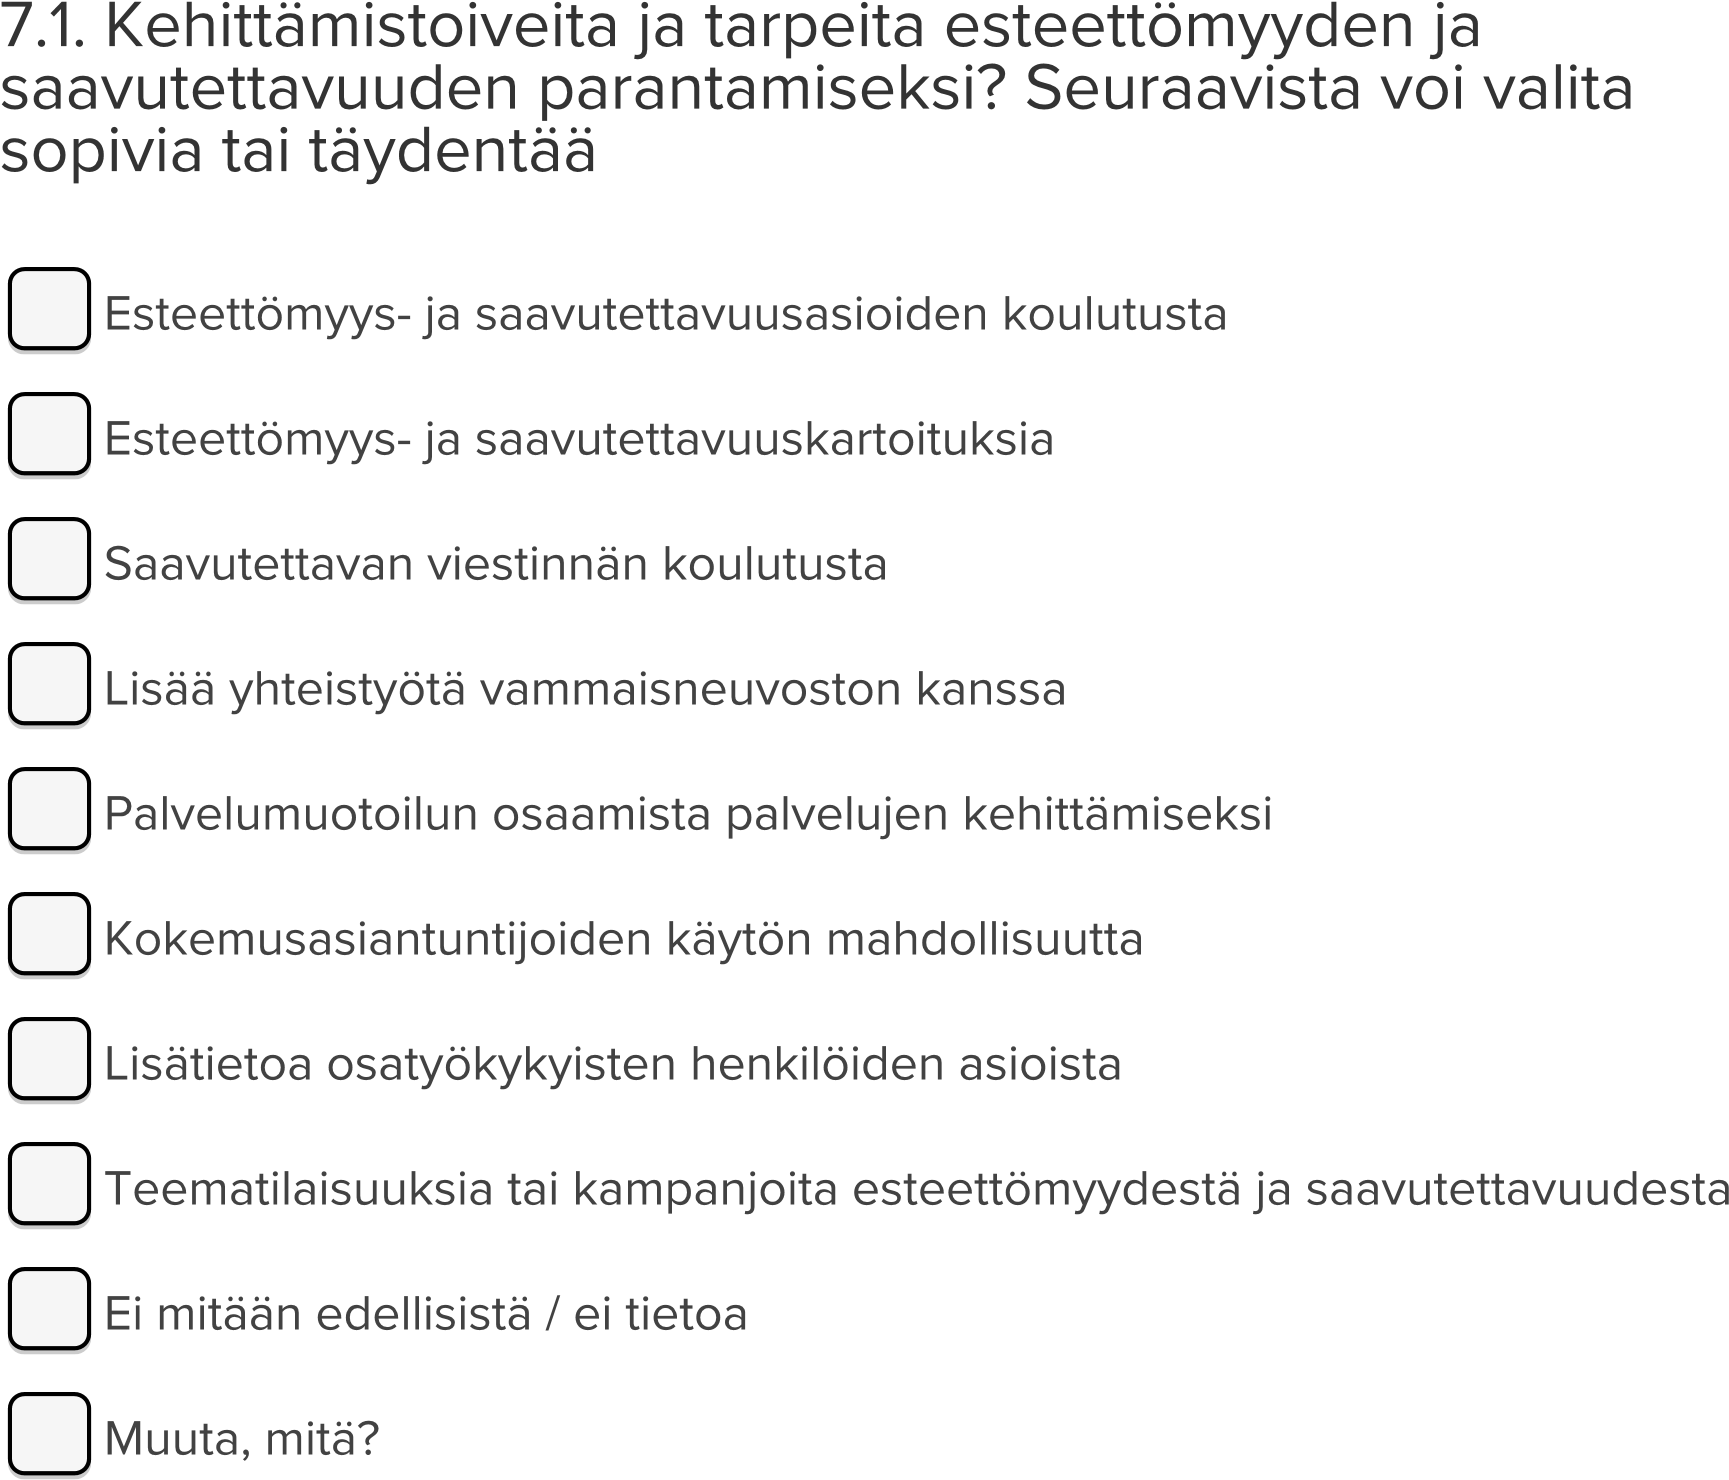 7.1. Kehittämistoiveita ja tarpeita esteettömyyden ja
saavutettavuuden parantamiseksi? Seuraavista voi valita
sopivia tai täydentää
Esteettömyys- ja saavutettavuusasioiden koulutusta
Esteettömyys- ja saavutettavuuskartoituksia
Saavutettavan viestinnän koulutusta
Lisää yhteistyötä vammaisneuvoston kanssa
Palvelumuotoilun osaamista palvelujen kehittämiseksi
Kokemusasiantuntijoiden käytön mahdollisuutta
Lisätietoa osatyökykyisten henkilöiden asioista
Teematilaisuuksia tai kampanjoita esteettömyydestä ja saavutettavuudesta
Ei mitään edellisistä / ei tietoa
Muuta, mitä?